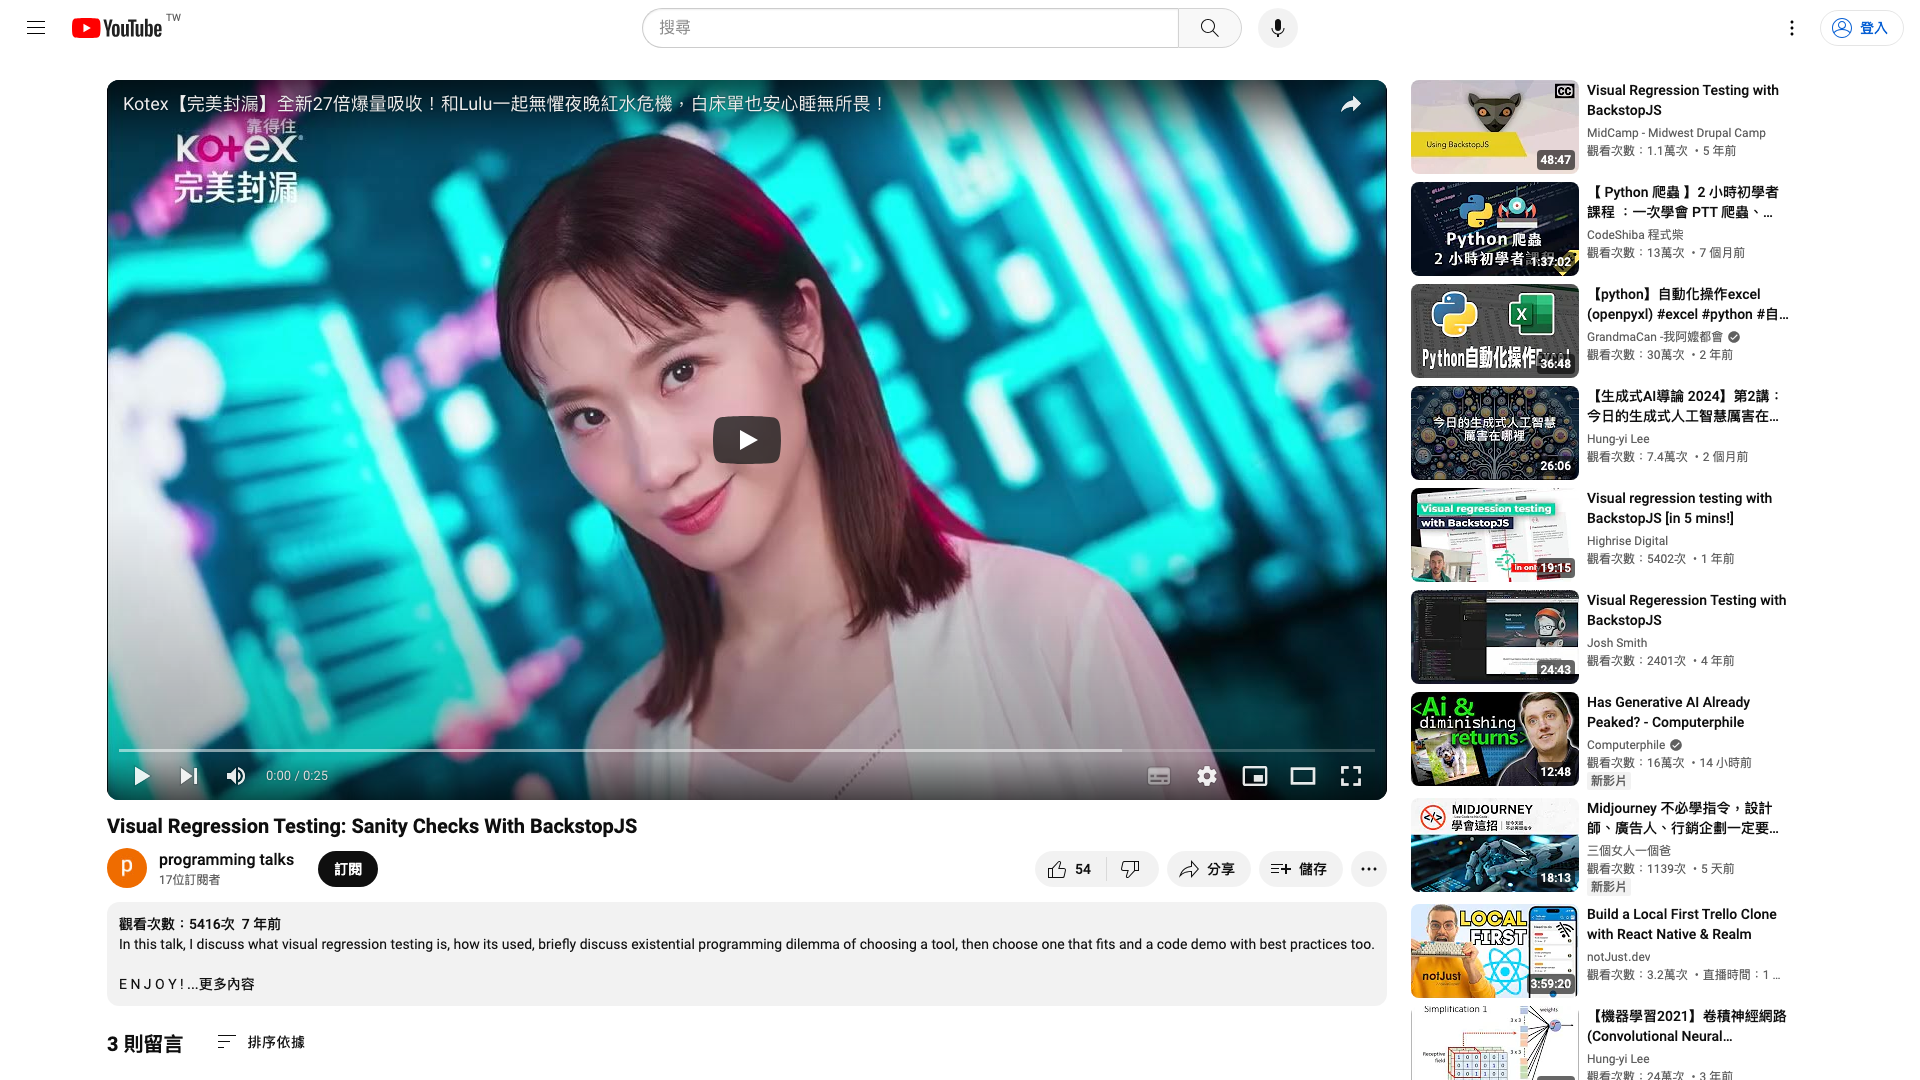 YouTube TW
搜尋
登入
Kotex【完美封漏】全新27倍爆量吸收！和Lulu一起無懼夜晚紅水危機，白床單也安心睡無所畏！
靠得住
Kotex
完美封漏
0:00 / 0:25
Visual Regression Testing: Sanity Checks With BackstopJS
p
programming talks
17位訂閱者
訂閱
54
分享
儲存
觀看次數：5416次 7 年前
In this talk, I discuss what visual regression testing is, how its used, briefly discuss existential programming dilemma of choosing a tool, then choose one that fits and a code demo with best practices too.
E N J O Y ! ...更多內容
3 則留言
排序依據
CC
Using BackstopJS
48:47
Visual Regression Testing with
BackstopJS
MidCamp - Midwest Drupal Camp
觀看次數：1.1萬次 ・5 年前
Python 爬蟲
2 小時初學者課程
1:37:02
【 Python 爬蟲 】2 小時初學者
課程 ：一次學會 PTT 爬蟲、...
CodeShiba 程式柴
觀看次數：13萬次 ・7 個月前
Python自動化操作
36:48
【python】自動化操作excel
(openpyxl) #excel #python #自...
GrandmaCan -我阿嬤都會
觀看次數：30萬次 ・2 年前
今日的生成式人工智慧
厲害在哪裡
26:06
【生成式AI導論 2024】第2講：
今日的生成式人工智慧厲害在...
Hung-yi Lee
觀看次數：7.4萬次 ・2 個月前
Visual regression testing
with BackstopJS
in only
19:15
Visual regression testing with
BackstopJS [in 5 mins!]
Highrise Digital
觀看次數：5402次 ・1 年前
24:43
Visual Regeression Testing with
BackstopJS
Josh Smith
觀看次數：2401次 ・4 年前
<Ai &
diminishing
returns>
12:48
Has Generative AI Already
Peaked? - Computerphile
Computerphile
觀看次數：16萬次 ・14 小時前
新影片
MIDJOURNEY
學會這招
18:13
Midjourney 不必學指令，設計
師、廣告人、行銷企劃一定要...
三個女人一個爸
觀看次數：1139次 ・5 天前
新影片
LOCAL
FIRST
notJust
3:59:20
Build a Local First Trello Clone
with React Native & Realm
notJust.dev
觀看次數：3.2萬次 ・直播時間：1 ...
Simplification 1
weights
3 x 3
3 x 3
Receptive
field
【機器學習2021】卷積神經網路
(Convolutional Neural...
Hung-yi Lee
觀看次數：24萬次 ・3 年前